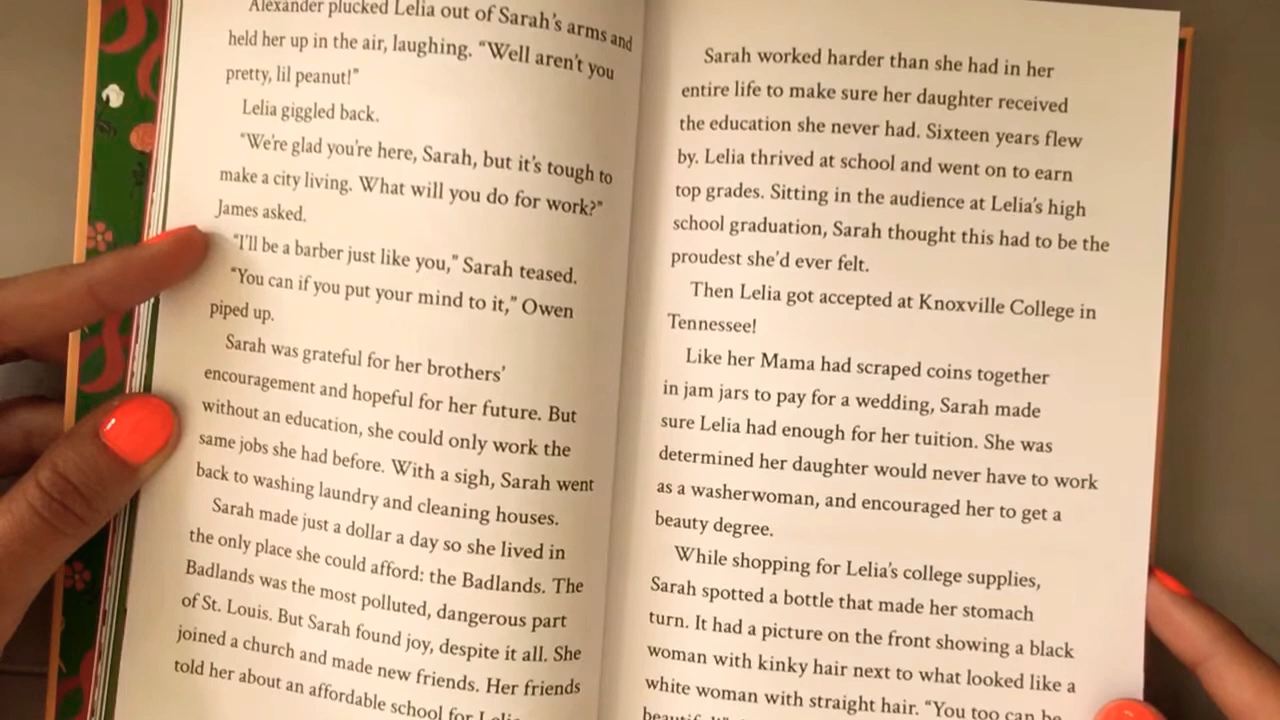 Alexander plucked Lelia out of Sarah's arms and
held her up in the air, laughing. “Well aren't you
pretty, lil peanut!”
Lelia giggled back.
“We're glad you're here, Sarah, but it's tough to
make a city living. What will you do for work?”
James asked.
“I'll be a barber just like you,” Sarah teased.
“You can if you put your mind to it,” Owen
piped up.
Sarah was grateful for her brothers'
encouragement and hopeful for her future. But
without an education, she could only work the
same jobs she had before. With a sigh, Sarah went
back to washing laundry and cleaning houses.
Sarah made just a dollar a day so she lived in
the only place she could afford: the Badlands. The
Badlands was the most polluted, dangerous part
of St. Louis. But Sarah found joy, despite it all. She
joined a church and made new friends. Her friends
told her about an affordable school for Lelia
Sarah worked harder than she had in her
entire life to make sure her daughter received
the education she never had. Sixteen years flew
by. Lelia thrived at school and went on to earn
top grades. Sitting in the audience at Lelia's high
school graduation, Sarah thought this had to be the
proudest she'd ever felt.
Then Lelia got accepted at Knoxville College in
Tennessee!
Like her Mama had scraped coins together
in jam jars to pay for a wedding, Sarah made
sure Lelia had enough for her tuition. She was
determined her daughter would never have to work
as a washerwoman, and encouraged her to get a
beauty degree.
While shopping for Lelia's college supplies,
Sarah spotted a bottle that made her stomach
turn. It had a picture on the front showing a black
woman with kinky hair next to what looked like a
white woman with straight hair. “You too can be